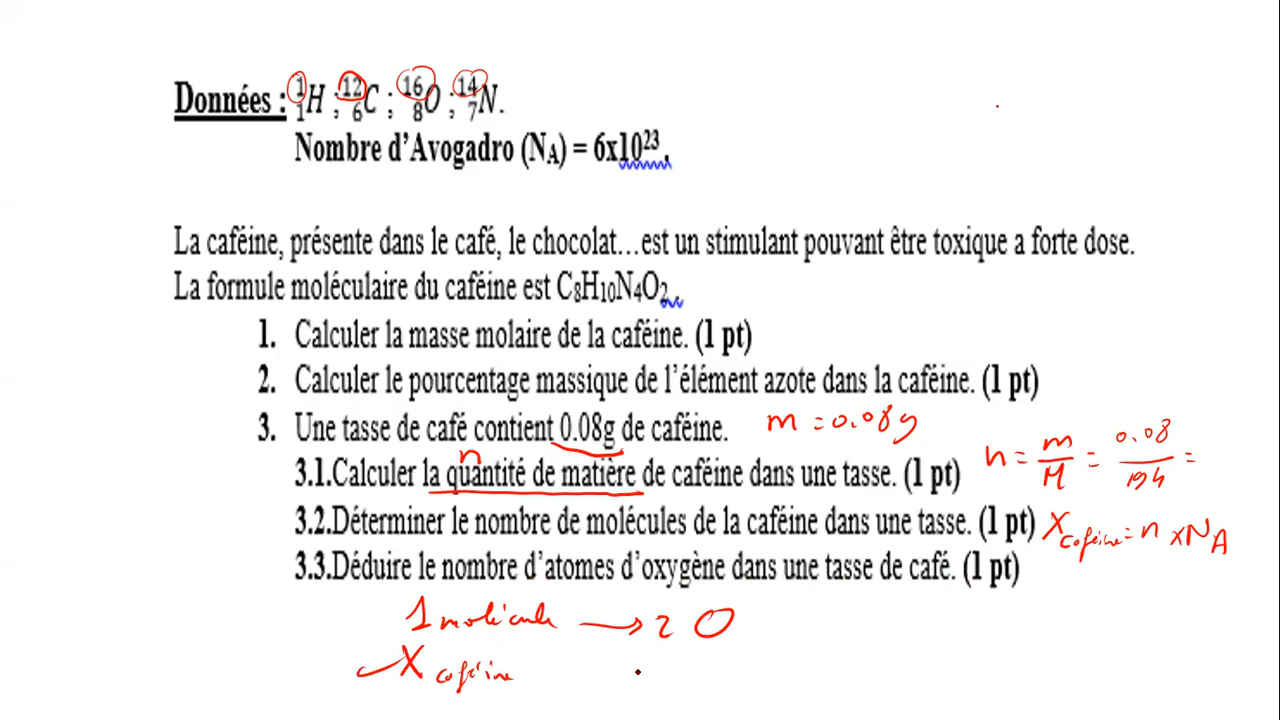 Données : ¹₁H ; ¹²₆C ; ¹⁶₈O ; ¹⁴₇N.
Nombre d'Avogadro (NA) = 6x10²³.
La caféine, présente dans le café, le chocolat…est un stimulant pouvant être toxique a forte dose.
La formule moléculaire du caféine est C₈H₁₀N₄O₂.
1. Calculer la masse molaire de la caféine. (1 pt)
2. Calculer le pourcentage massique de l'élément azote dans la caféine. (1 pt)
3. Une tasse de café contient 0.08g de caféine. m = 0.08g
n
3.1.Calculer la quantité de matière de caféine dans une tasse. (1 pt) n = m/M = 0.08/194 =
3.2.Déterminer le nombre de molécules de la caféine dans une tasse. (1 pt) X caféine = n x NA
3.3.Déduire le nombre d'atomes d'oxygène dans une tasse de café. (1 pt)
1 molécule → 2 O
X caféine